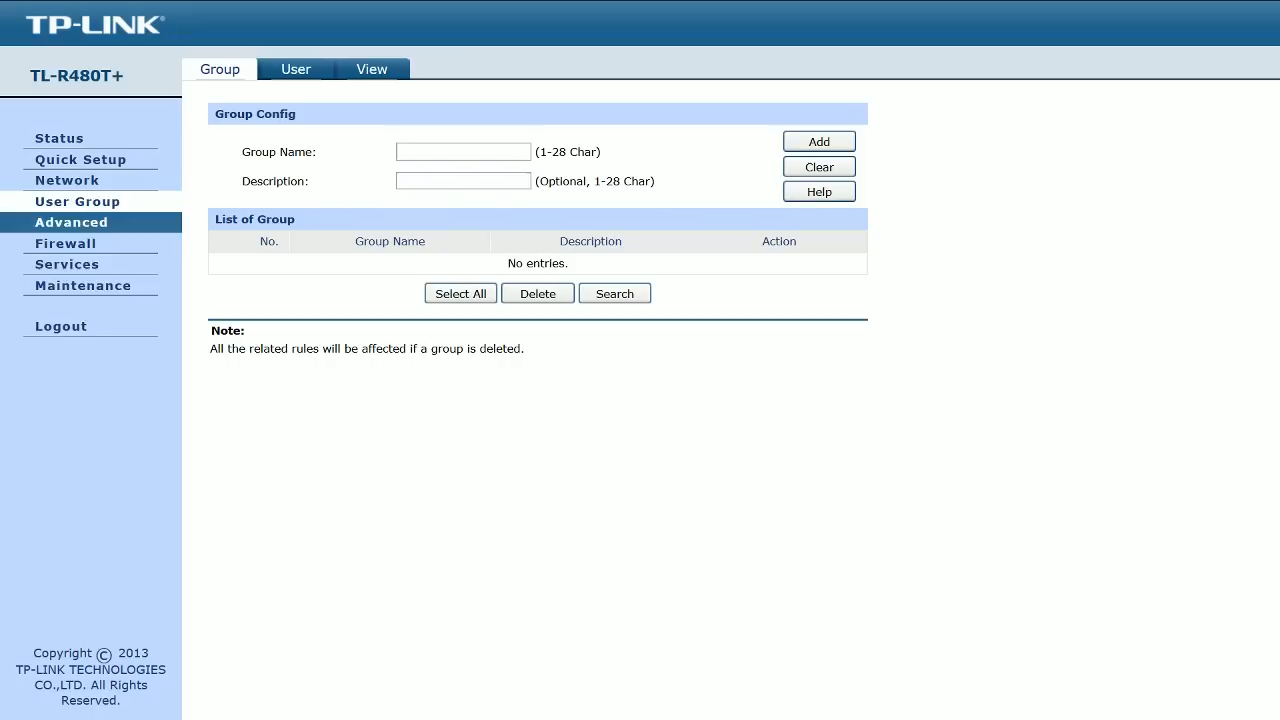 TP-LINK®
TL-R480T+
Group User View
Status
Quick Setup
Network
User Group
Advanced
Firewall
Services
Maintenance
Logout
Copyright © 2013
TP-LINK TECHNOLOGIES
CO.,LTD. All Rights
Reserved.
Group Config
Group Name: (1-28 Char) Add
Clear
Description: (Optional, 1-28 Char) Help
List of Group
No. Group Name Description Action
No entries.
Select All Delete Search
Note:
All the related rules will be affected if a group is deleted.